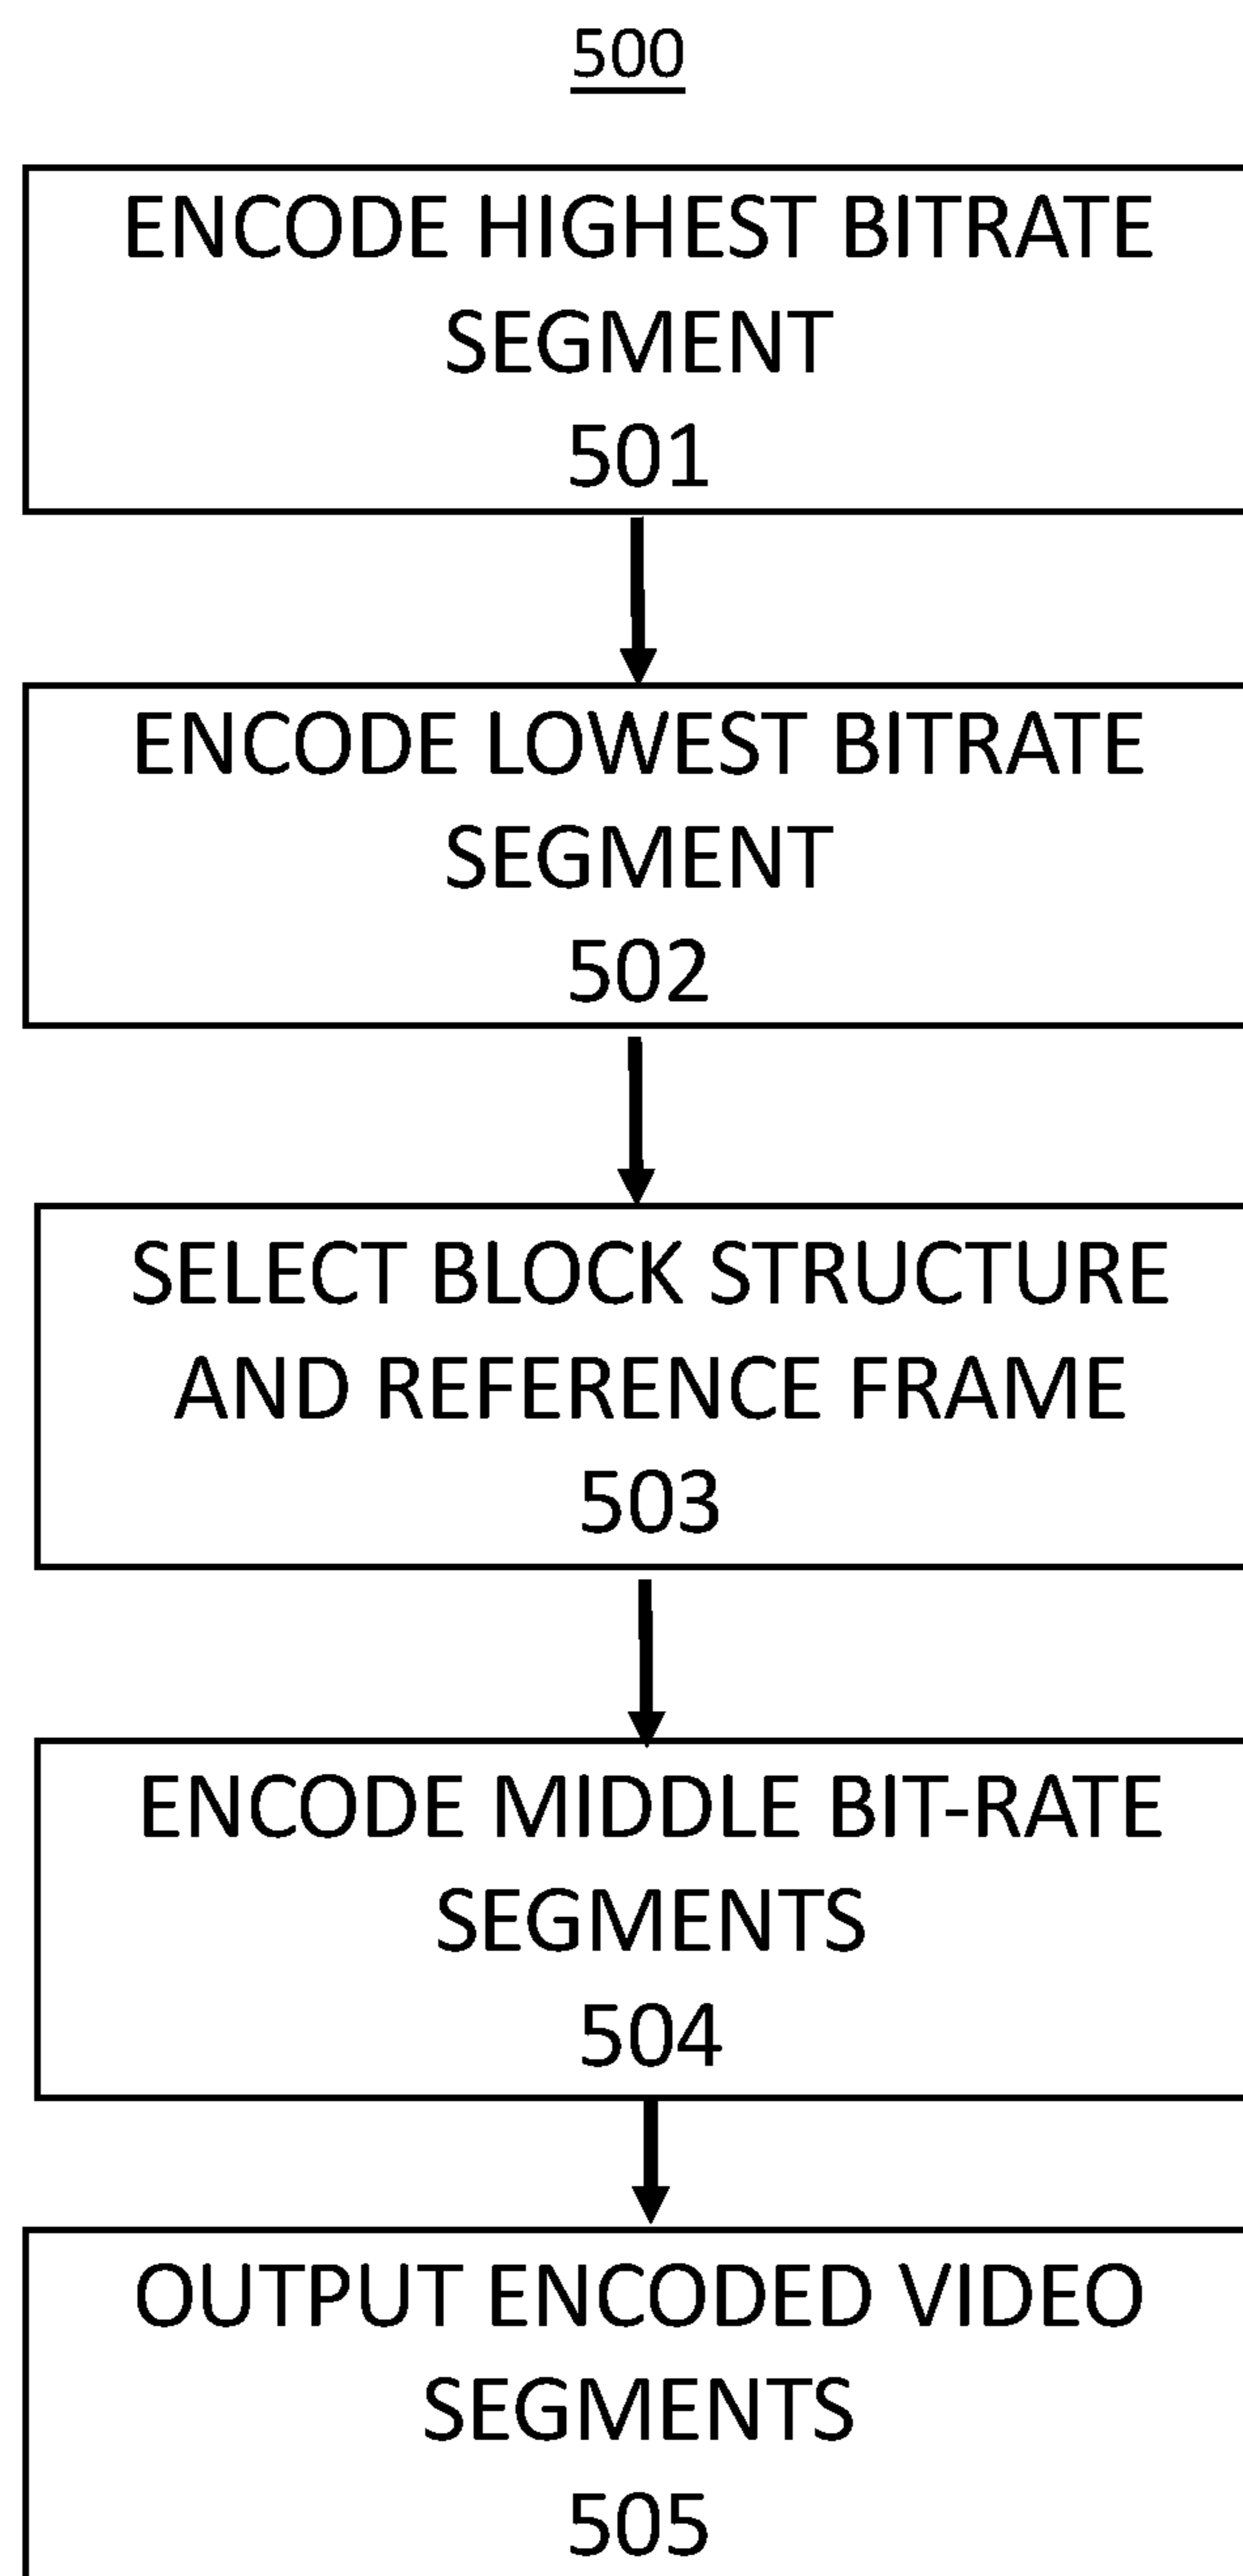 500
ENCODE HIGHEST BITRATE
SEGMENT
501
ENCODE LOWEST BITRATE
SEGMENT
502
SELECT BLOCK STRUCTURE
AND REFERENCE FRAME
503
ENCODE MIDDLE BIT-RATE
SEGMENTS
504
OUTPUT ENCODED VIDEO
SEGMENTS
505